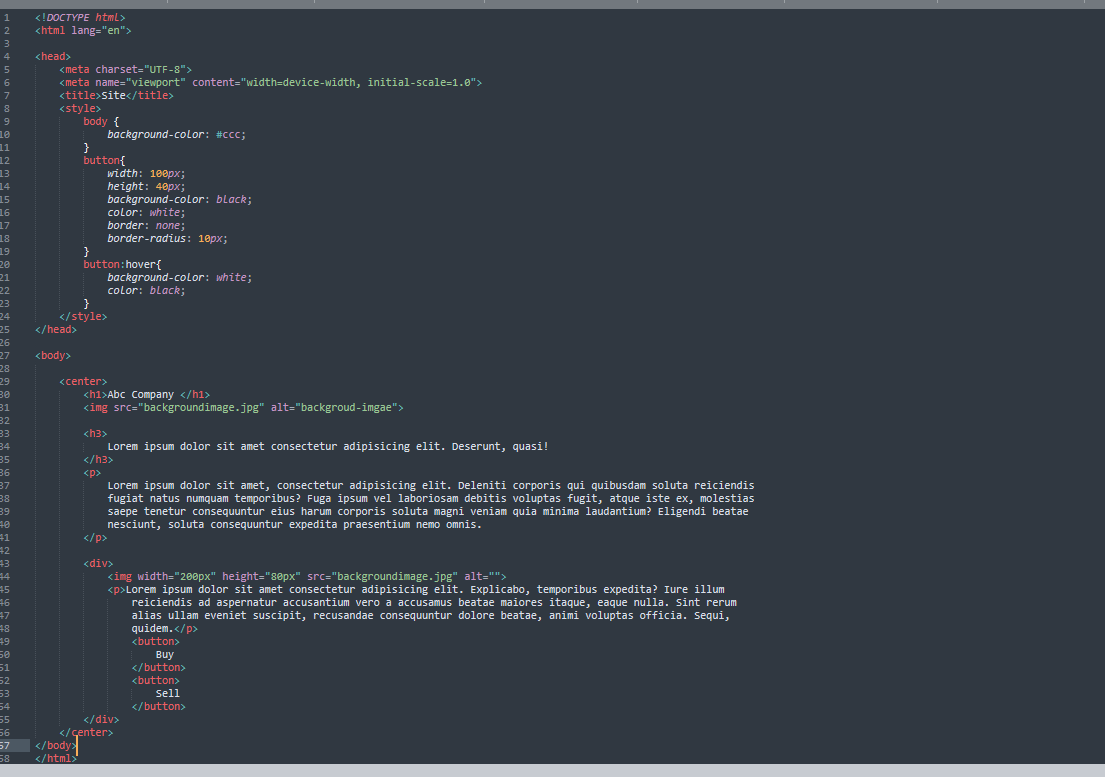 1 <!DOCTYPE html>
2 <html lang="en">
3
4 <head>
5 <meta charset="UTF-8">
6 <meta name="viewport" content="width=device-width, initial-scale=1.0">
7 <title>Site</title>
8 <style>
9 body {
10 background-color: #ccc;
11 }
12 button{
13 width: 100px;
14 height: 40px;
15 background-color: black;
16 color: white;
17 border: none;
18 border-radius: 10px;
19 }
20 button:hover{
21 background-color: white;
22 color: black;
23 }
24 </style>
25 </head>
26
27 <body>
28
29 <center>
30 <h1>Abc Company </h1>
31 <img src="backgroundimage.jpg" alt="backgroud-imgae">
32
33 <h3>
34 Lorem ipsum dolor sit amet consectetur adipisicing elit. Deserunt, quasi!
35 </h3>
36 <p>
37 Lorem ipsum dolor sit amet, consectetur adipisicing elit. Deleniti corporis qui quibusdam soluta reiciendis
38 fugiat natus numquam temporibus? Fuga ipsum vel laboriosam debitis voluptas fugit, atque iste ex, molestias
39 saepe tenetur consequuntur eius harum corporis soluta magni veniam quia minima laudantium? Eligendi beatae
40 nesciunt, soluta consequuntur expedita praesentium nemo omnis.
41 </p>
42
43 <div>
44 <img width="200px" height="80px" src="backgroundimage.jpg" alt="">
45 <p>Lorem ipsum dolor sit amet consectetur adipisicing elit. Explicabo, temporibus expedita? Iure illum
46 reiciendis ad aspernatur accusantium vero a accusamus beatae maiores itaque, eaque nulla. Sint rerum
47 alias ullam eveniet suscipit, recusandae consequuntur dolore beatae, animi voluptas officia. Sequi,
48 quidem.</p>
49 <button>
50 Buy
51 </button>
52 <button>
53 Sell
54 </button>
55 </div>
56 </center>
57 </body>
58 </html>